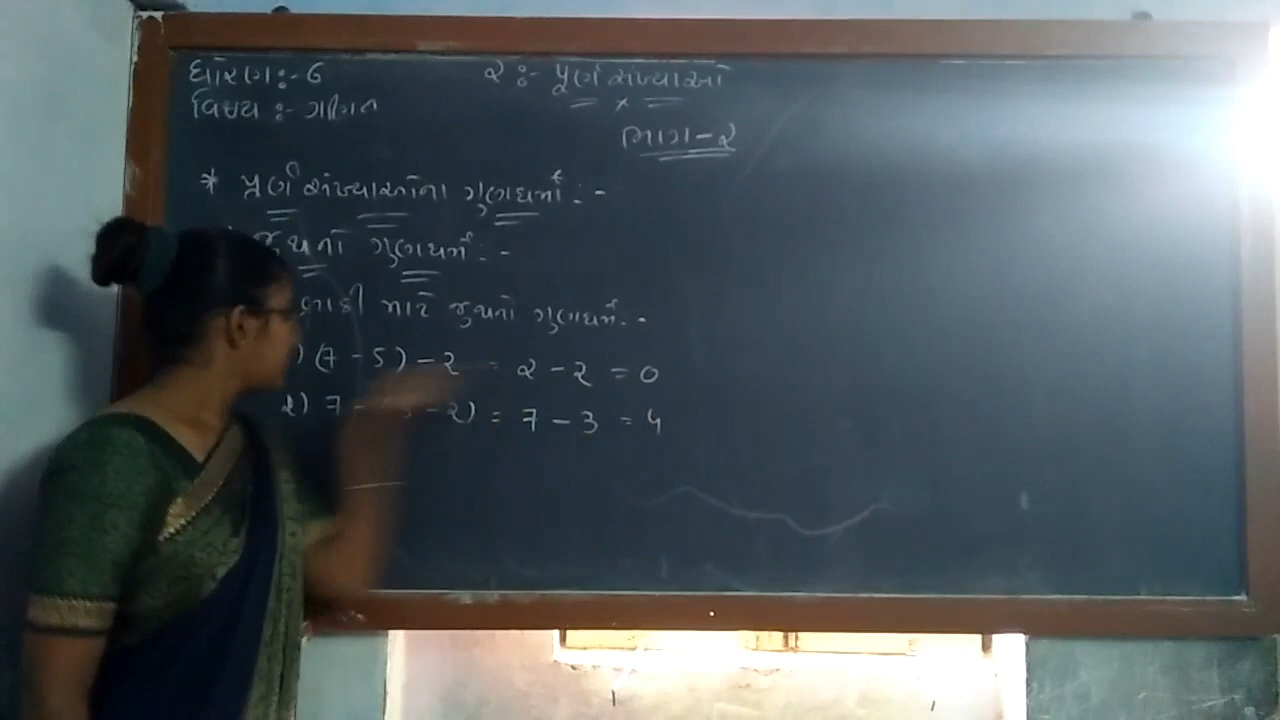 ધોરણ:- 6
વિષય :- ગણિત
૨ :- પૂર્ણ સંખ્યાઓ
ભાગ-૨
* પૂર્ણ સંખ્યાઓના ગુણધર્મો :-
જુથનો ગુણધર્મ :-
માટે જુથનો ગુણધર્મ :-
) (7 - 5) - 2 = 2 - 2 = 0
2) 7 - - 2) = 7 - 3 = 4